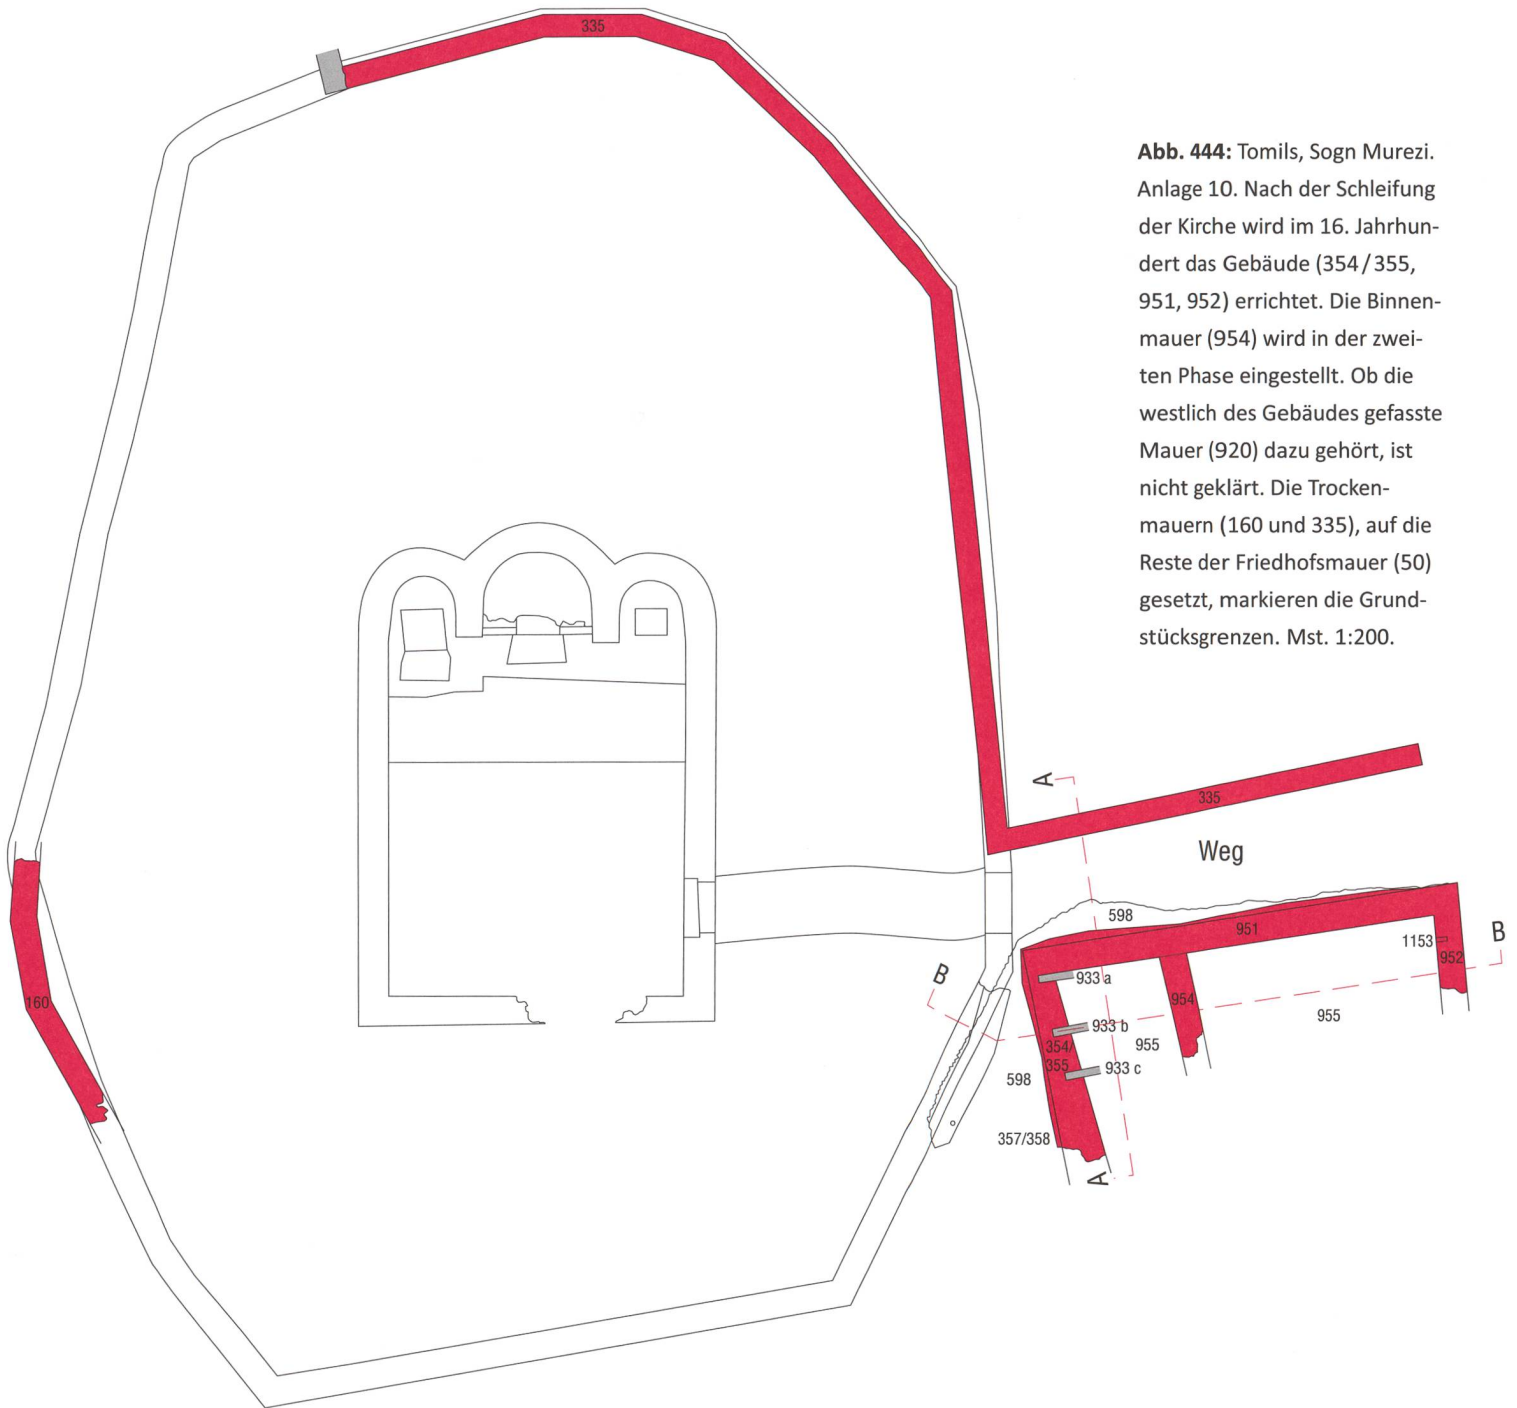 335
Abb. 444: Tomils, Sogn Murezi.
Anlage 10. Nach der Schleifung
der Kirche wird im 16. Jahrhun-
dert das Gebäude (354/355,
951, 952) errichtet. Die Binnen-
mauer (954) wird in der zwei-
ten Phase eingestellt. Ob die
westlich des Gebäudes gefasste
Mauer (920) dazu gehört, ist
nicht geklärt. Die Trocken-
mauern (160 und 335), auf die
Reste der Friedhofsmauer (50)
gesetzt, markieren die Grund-
stücksgrenzen. Mst. 1:200.
A
335
Weg
598
951
1153
B
952
B
933 a
954
160
933 b
955
955
354/
355
933 c
598
357/358
A